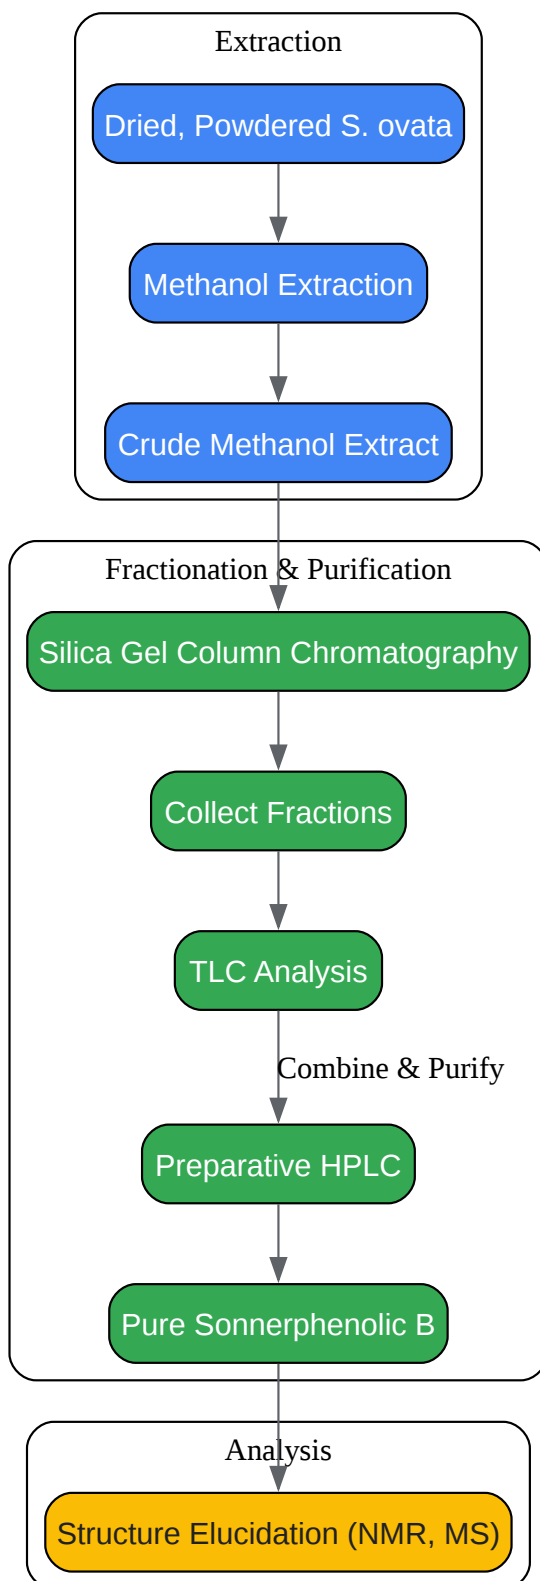 Extraction
Dried, Powdered S. ovata
Methanol Extraction
Crude Methanol Extract
Fractionation & Purification
Silica Gel Column Chromatography
Collect Fractions
TLC Analysis
Combine & Purify
Preparative HPLC
Pure Sonnerphenolic B
Analysis
Structure Elucidation (NMR, MS)